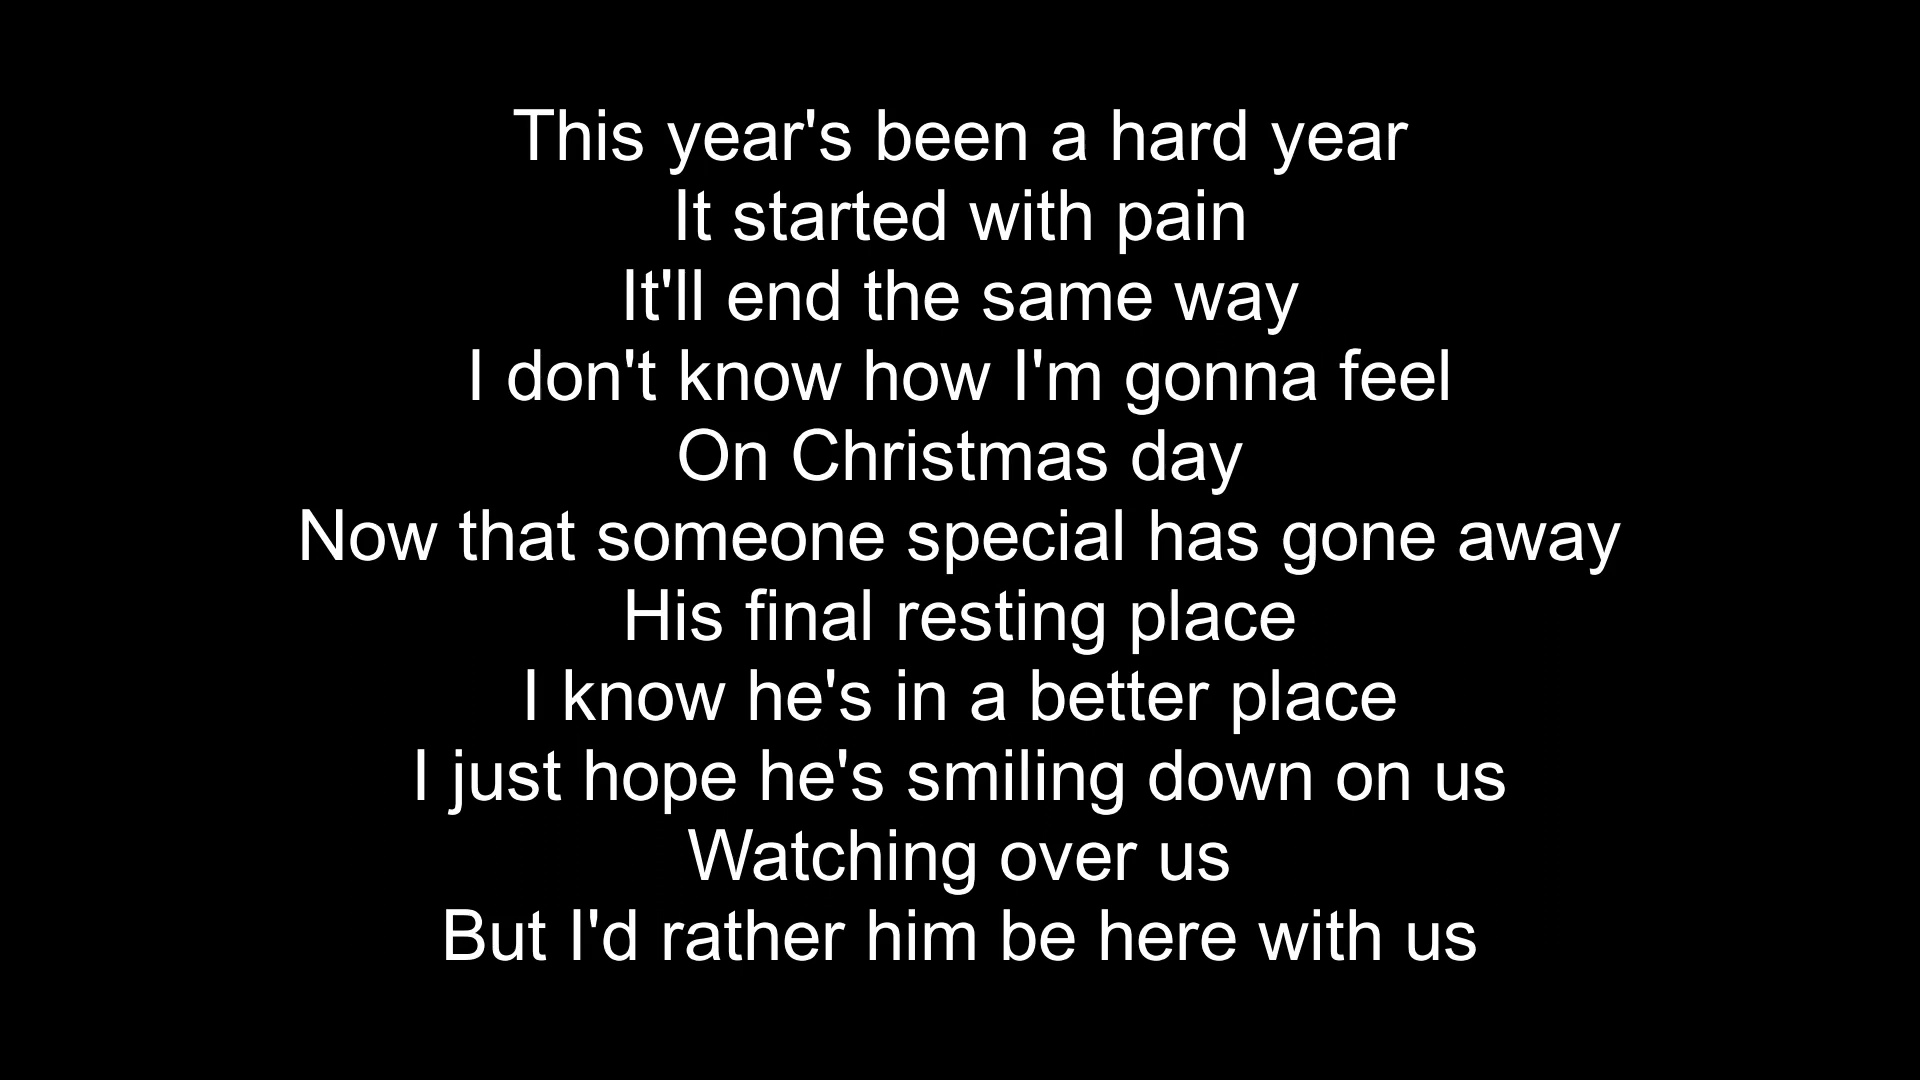 This year's been a hard year
It started with pain
It'll end the same way
I don't know how I'm gonna feel
On Christmas day
Now that someone special has gone away
His final resting place
I know he's in a better place
I just hope he's smiling down on us
Watching over us
But I'd rather him be here with us